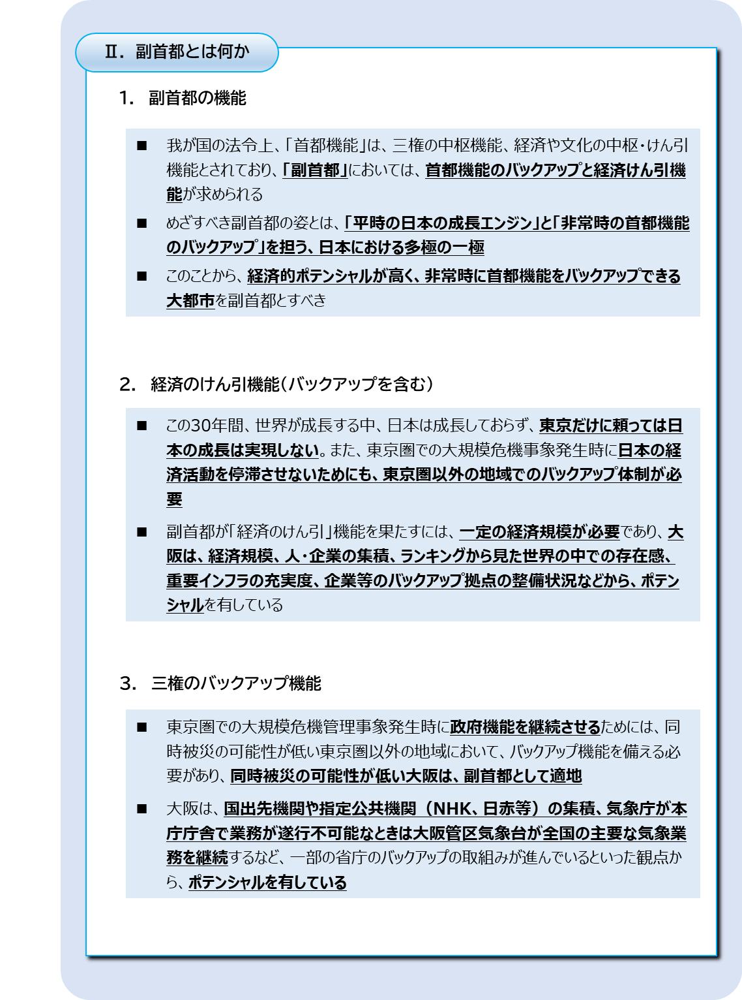 Ⅱ．副首都とは何か
１．　副首都の機能
■　我が国の法令上、「首都機能」は、三権の中枢機能、経済や文化の中枢・けん引
機能とされており、「副首都」においては、首都機能のバックアップと経済けん引機
能が求められる
■　めざすべき副首都の姿とは、「平時の日本の成長エンジン」と「非常時の首都機能
のバックアップ」を担う、日本における多極の一極
■　このことから、経済的ポテンシャルが高く、非常時に首都機能をバックアップできる
大都市を副首都とすべき
２．　経済のけん引機能（バックアップを含む）
■　この30年間、世界が成長する中、日本は成長しておらず、東京だけに頼っては日
本の成長は実現しない。また、東京圏での大規模危機事象発生時に日本の経
済活動を停滞させないためにも、東京圏以外の地域でのバックアップ体制が必
要
■　副首都が「経済のけん引」機能を果たすには、一定の経済規模が必要であり、大
阪は、経済規模、人・企業の集積、ランキングから見た世界の中での存在感、
重要インフラの充実度、企業等のバックアップ拠点の整備状況などから、ポテン
シャルを有している
３．　三権のバックアップ機能
■　東京圏での大規模危機管理事象発生時に政府機能を継続させるためには、同
時被災の可能性が低い東京圏以外の地域において、バックアップ機能を備える必
要があり、同時被災の可能性が低い大阪は、副首都として適地
■　大阪は、国出先機関や指定公共機関（NHK、日赤等）の集積、気象庁が本
庁庁舎で業務が遂行不可能なときは大阪管区気象台が全国の主要な気象業
務を継続するなど、一部の省庁のバックアップの取組みが進んでいるといった観点か
ら、ポテンシャルを有している